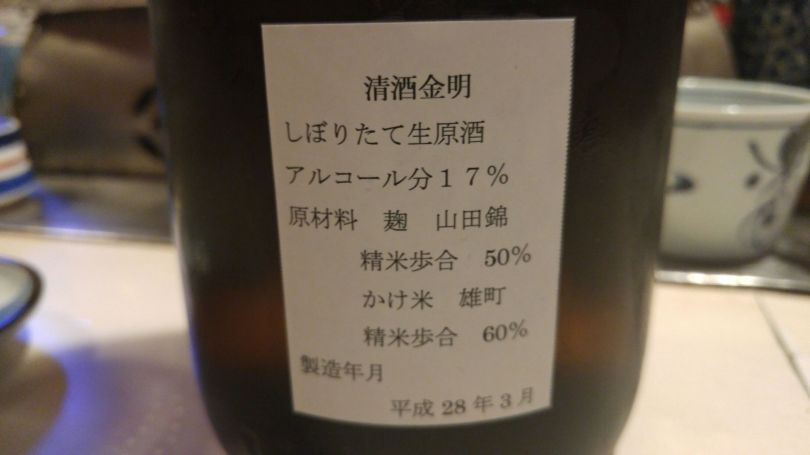 清酒金明
しぼりたて生原酒
アルコール分１７％
原材料　麹　山田錦
精米歩合　50％
かけ米　雄町
精米歩合　60％
製造年月
平成 28 年 3 月